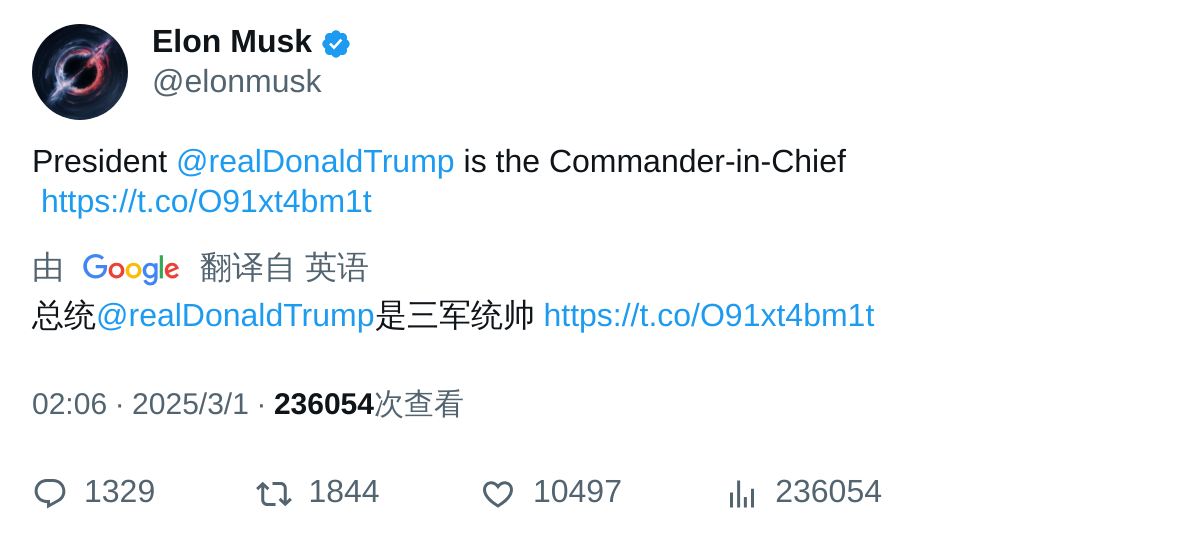 Elon Musk
@elonmusk
President @realDonaldTrump is the Commander-in-Chief
https://t.co/O91xt4bm1t
由 Google 翻译自 英语
总统@realDonaldTrump是三军统帅 https://t.co/O91xt4bm1t
02:06 · 2025/3/1 · 236054次查看
1329 1844 10497 236054